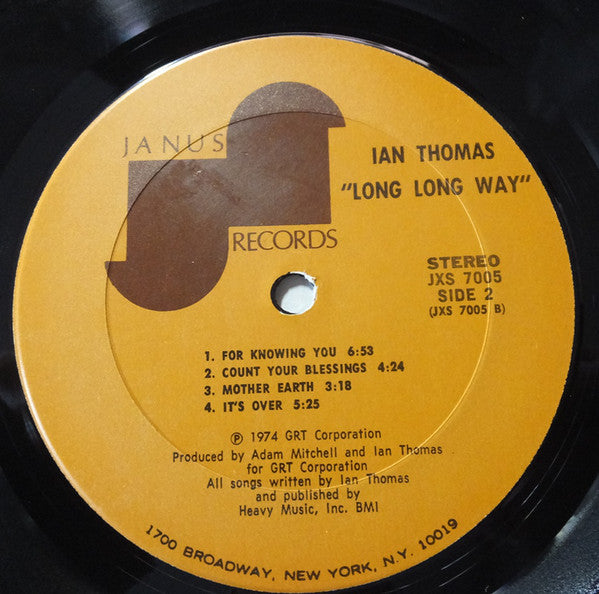 JANUS
RECORDS
IAN THOMAS
"LONG LONG WAY"
STEREO
JXS 7005
SIDE 2
(JXS 7005 B)
1. FOR KNOWING YOU 6:53
2. COUNT YOUR BLESSINGS 4:24
3. MOTHER EARTH 3:18
4. IT'S OVER 5:25
℗ 1974 GRT Corporation
Produced by Adam Mitchell and Ian Thomas
for GRT Corporation
All songs written by Ian Thomas
and published by
Heavy Music, Inc. BMI
1700 BROADWAY, NEW YORK, N.Y. 10019